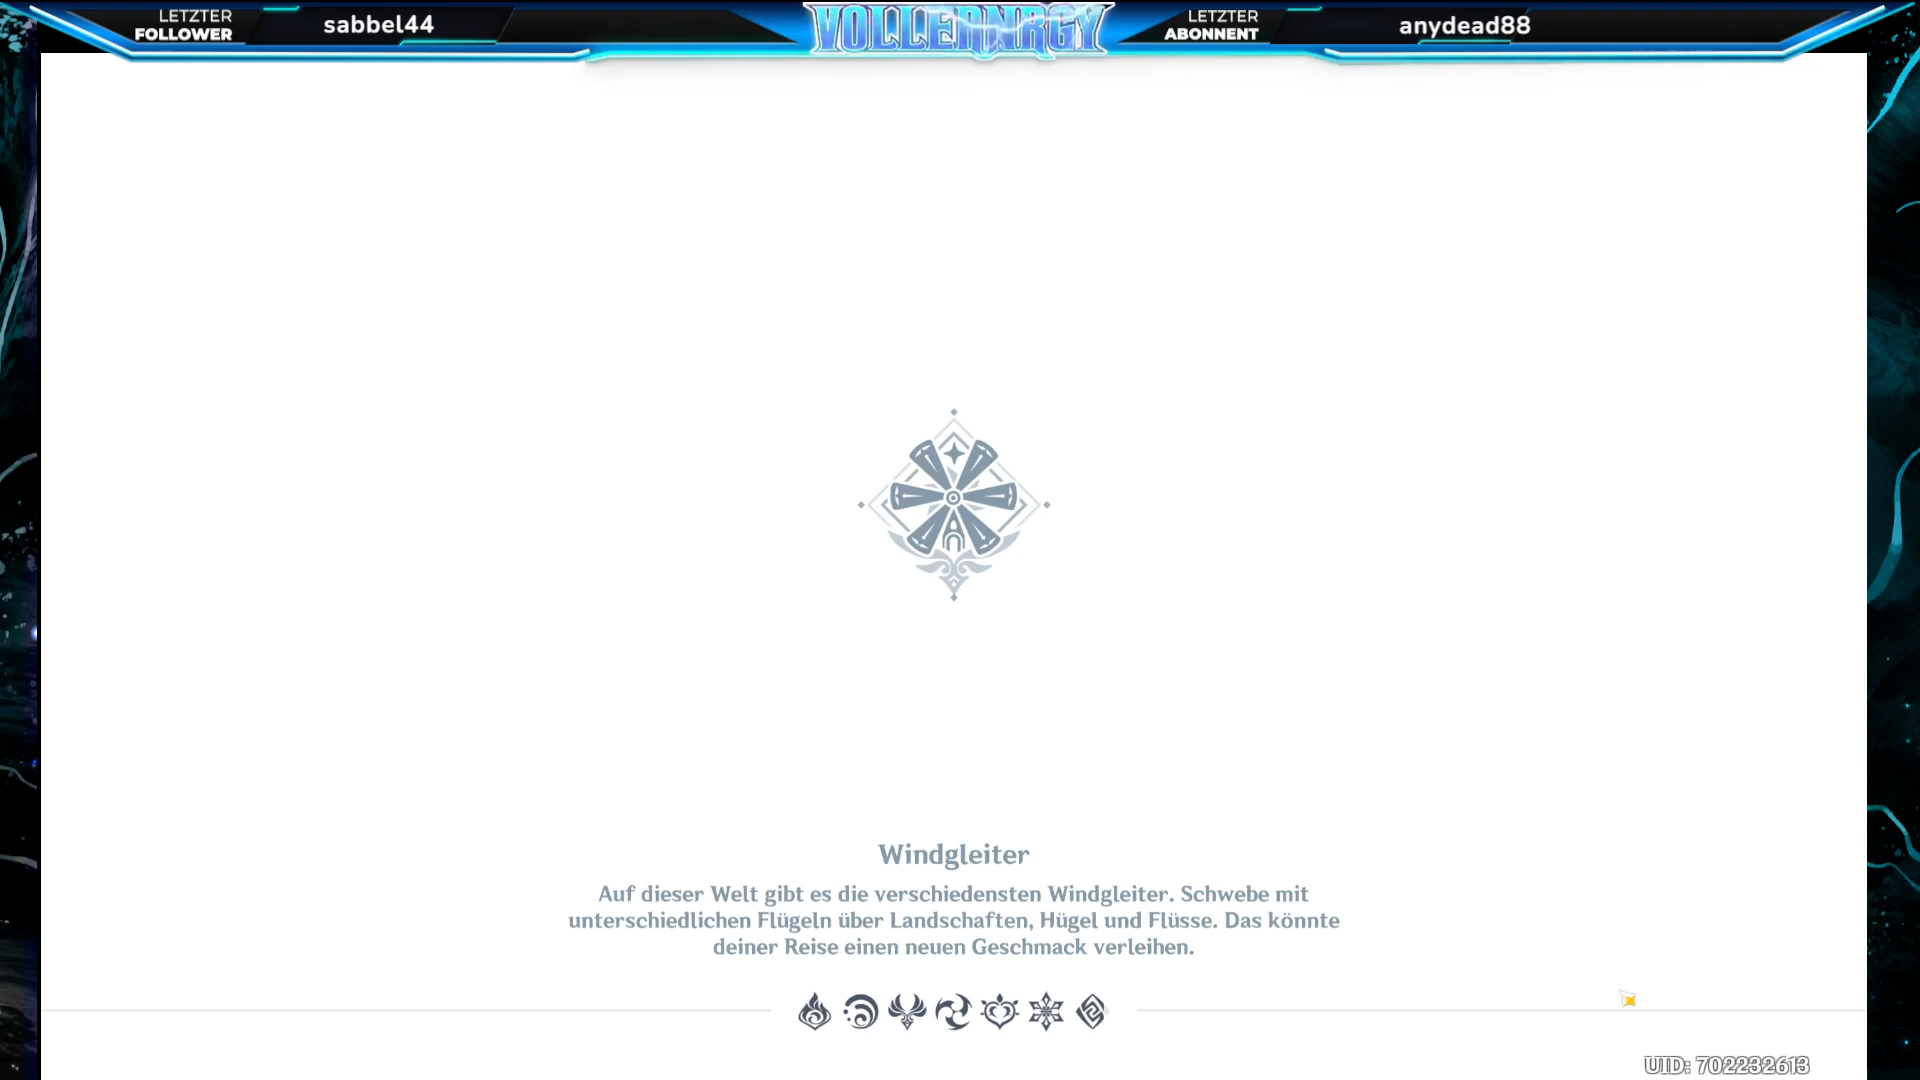 LETZTER
FOLLOWER
sabbel44
VOLLERNRGY
LETZTER
ABONNENT
anydead88
Windgleiter
Auf dieser Welt gibt es die verschiedensten Windgleiter. Schwebe mit
unterschiedlichen Flügeln über Landschaften, Hügel und Flüsse. Das könnte
deiner Reise einen neuen Geschmack verleihen.
UID: 702232613